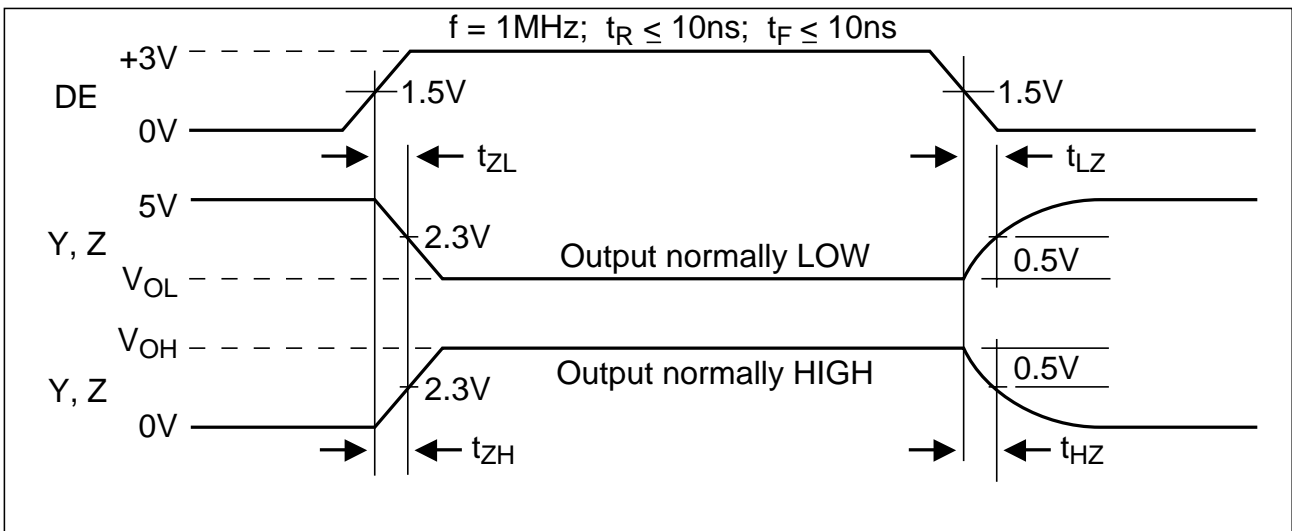 f = 1MHz; tR ≤ 10ns; tF ≤ 10ns
+3V
DE
1.5V
1.5V
0V
tZL
tLZ
5V
Y, Z
2.3V
Output normally LOW
0.5V
VOL
VOH
Output normally HIGH
0.5V
Y, Z
2.3V
0V
tZH
tHZ